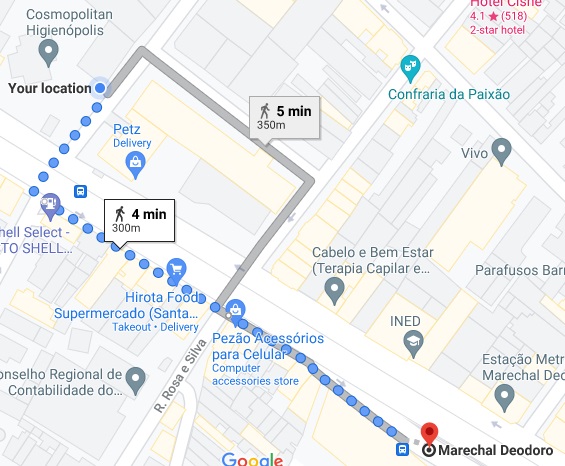 Hotel Cisne
4.1 ★ (518)
2-star hotel
Cosmopolitan
Higienópolis
Your location
Confraria da Paixão
5 min
350m
Petz
Delivery
Vivo
4 min
300m
hell Select -
STO SHELL...
Cabelo e Bem Estar
(Terapia Capilar e...
Parafusos Barr
Hirota Food
Supermercado (Santa...
Takeout • Delivery
INED
Pezão Acessórios
para Celular
Computer
accessories store
R. Rosa e Silva
onselho Regional de
Contabilidade do...
Estação Metr
Marechal Deo
Marechal Deodoro
Google